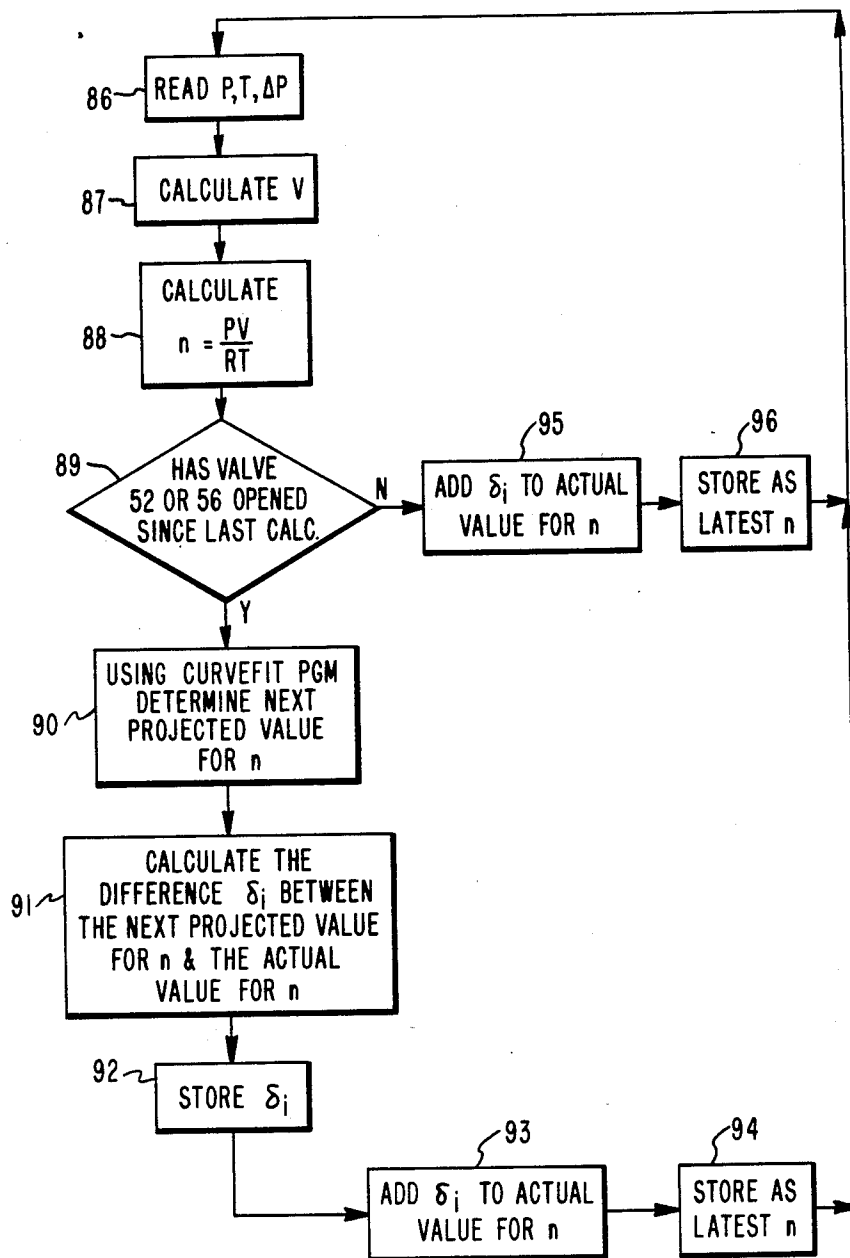 86
READ P,T,ΔP
87
CALCULATE V
88
CALCULATE
n = PV
RT
89
HAS VALVE
52 OR 56 OPENED
SINCE LAST CALC.
N
95
ADD δi TO ACTUAL
VALUE FOR n
96
STORE AS
LATEST n
Y
90
USING CURVEFIT PGM
DETERMINE NEXT
PROJECTED VALUE
FOR n
91
CALCULATE THE
DIFFERENCE δi BETWEEN
THE NEXT PROJECTED VALUE
FOR n & THE ACTUAL
VALUE FOR n
92
STORE δi
93
ADD δi TO ACTUAL
VALUE FOR n
94
STORE AS
LATEST n